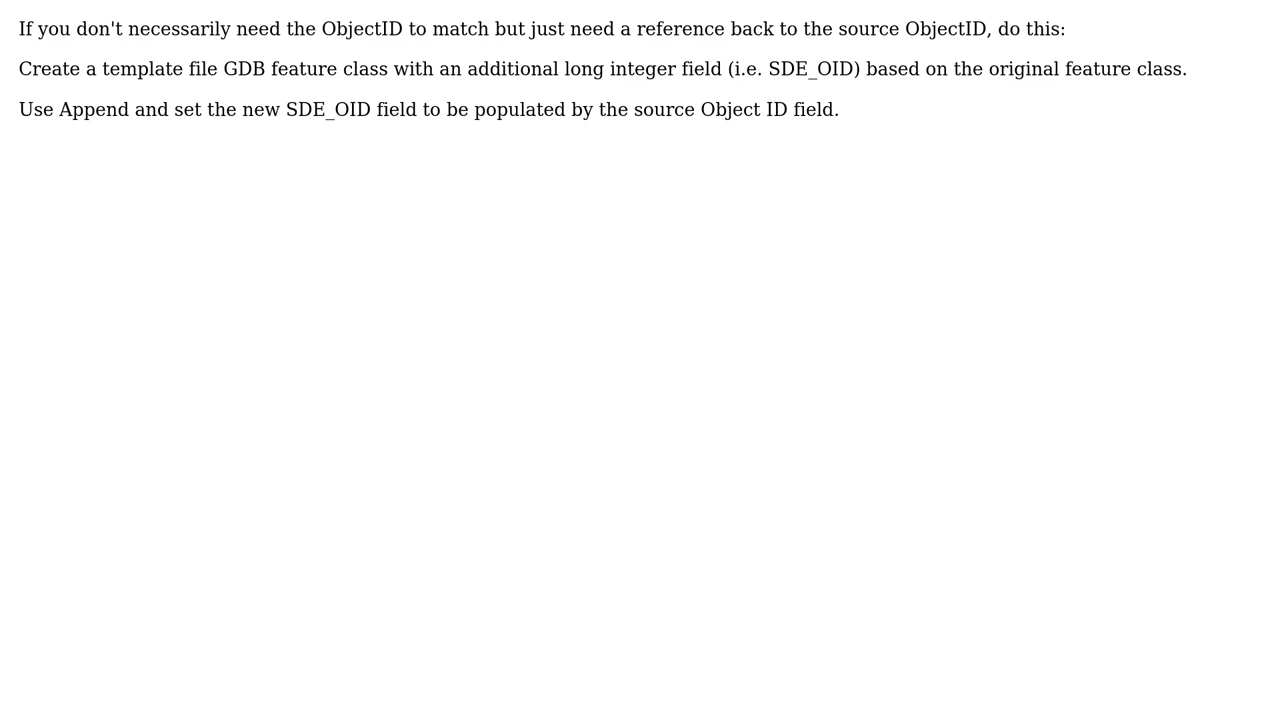 If you don't necessarily need the ObjectID to match but just need a reference back to the source ObjectID, do this:
Create a template file GDB feature class with an additional long integer field (i.e. SDE_OID) based on the original feature class.
Use Append and set the new SDE_OID field to be populated by the source Object ID field.